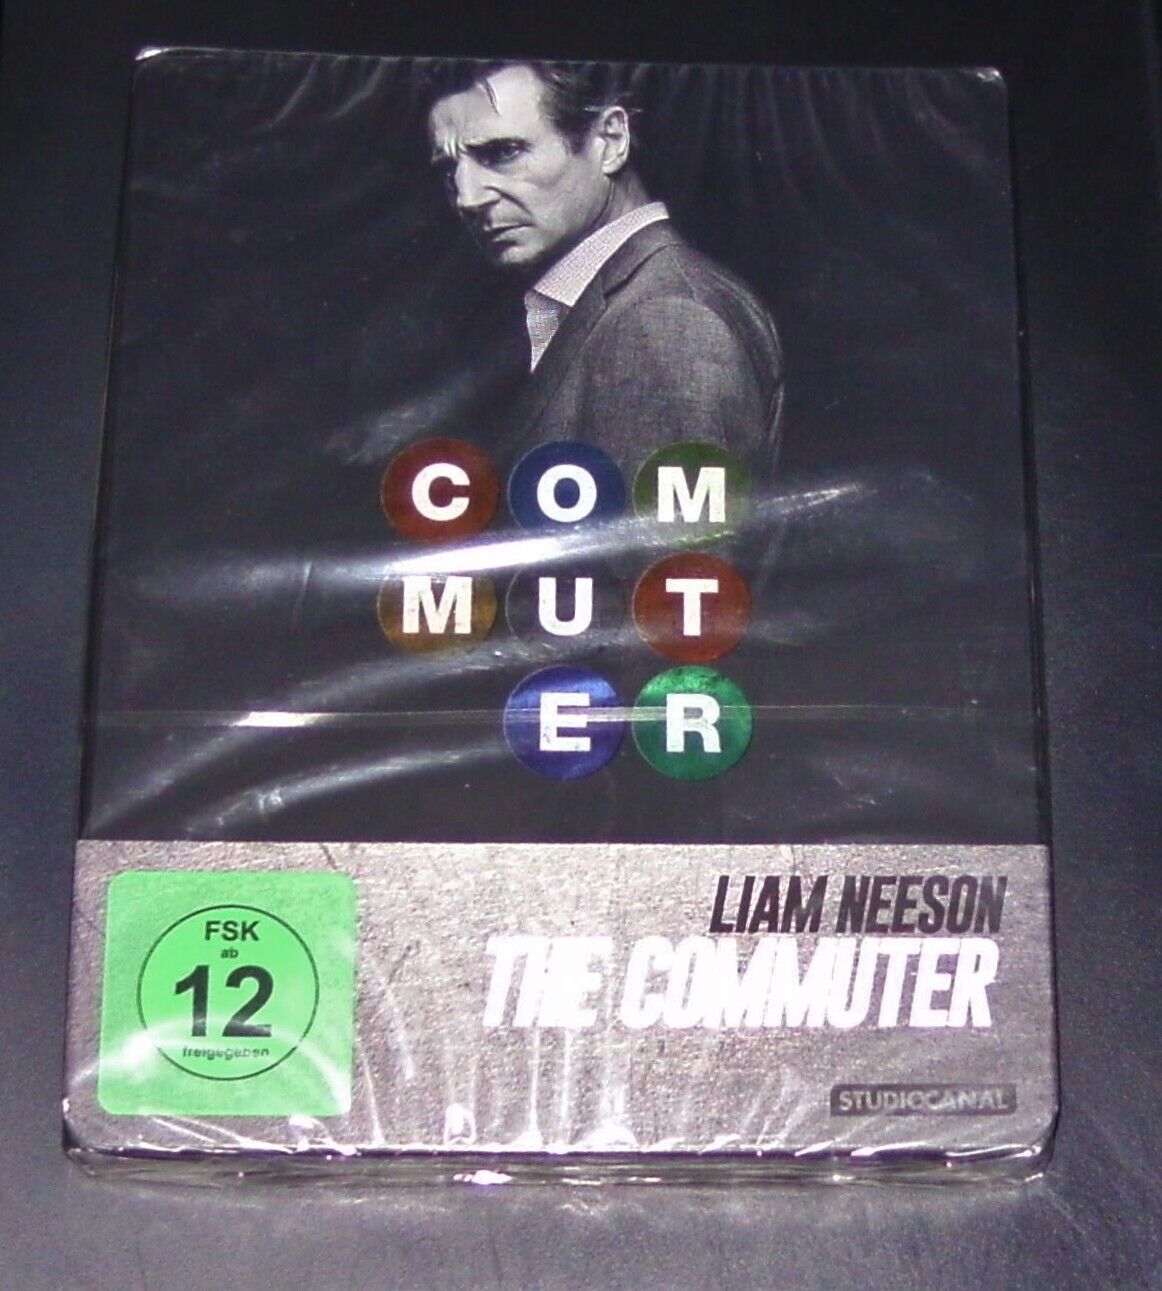 COM
MUT
ER
LIAM NEESON
THE COMMUTER
FSK
ab
12
freigegeben
STUDIOCANAL